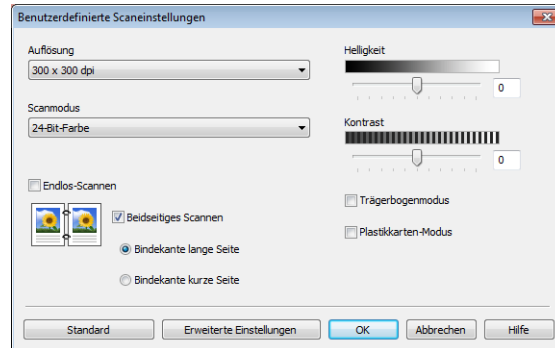 Benutzerdefinierte Scaneinstellungen
Auflösung
300 x 300 dpi
Scanmodus
24-Bit-Farbe
Endlos-Scannen
Beidseitiges Scannen
Bindekante lange Seite
Bindekante kurze Seite
Helligkeit
0
Kontrast
0
Trägerbogenmodus
Plastikkarten-Modus
Standard
Erweiterte Einstellungen
OK
Abbrechen
Hilfe